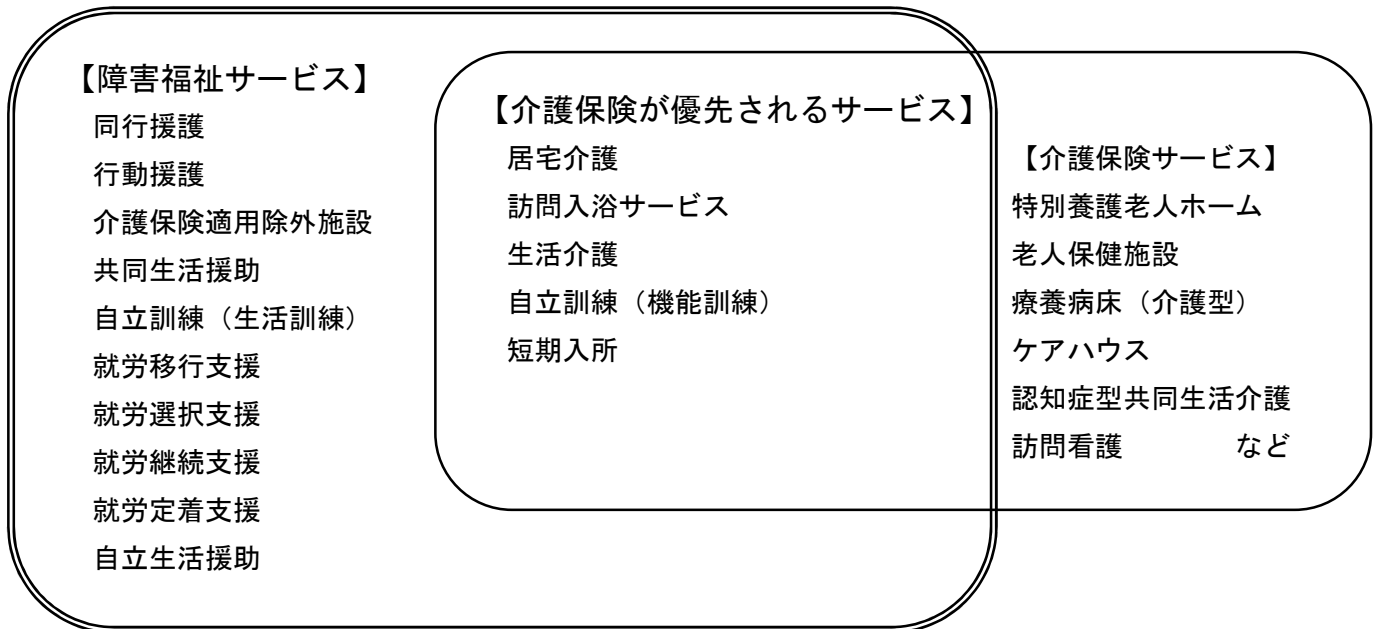 【障害福祉サービス】
同行援護
行動援護
介護保険適用除外施設
共同生活援助
自立訓練（生活訓練）
就労移行支援
就労選択支援
就労継続支援
就労定着支援
自立生活援助
【介護保険が優先されるサービス】
居宅介護
訪問入浴サービス
生活介護
自立訓練（機能訓練）
短期入所
【介護保険サービス】
特別養護老人ホーム
老人保健施設
療養病床（介護型）
ケアハウス
認知症型共同生活介護
訪問看護　　　　など